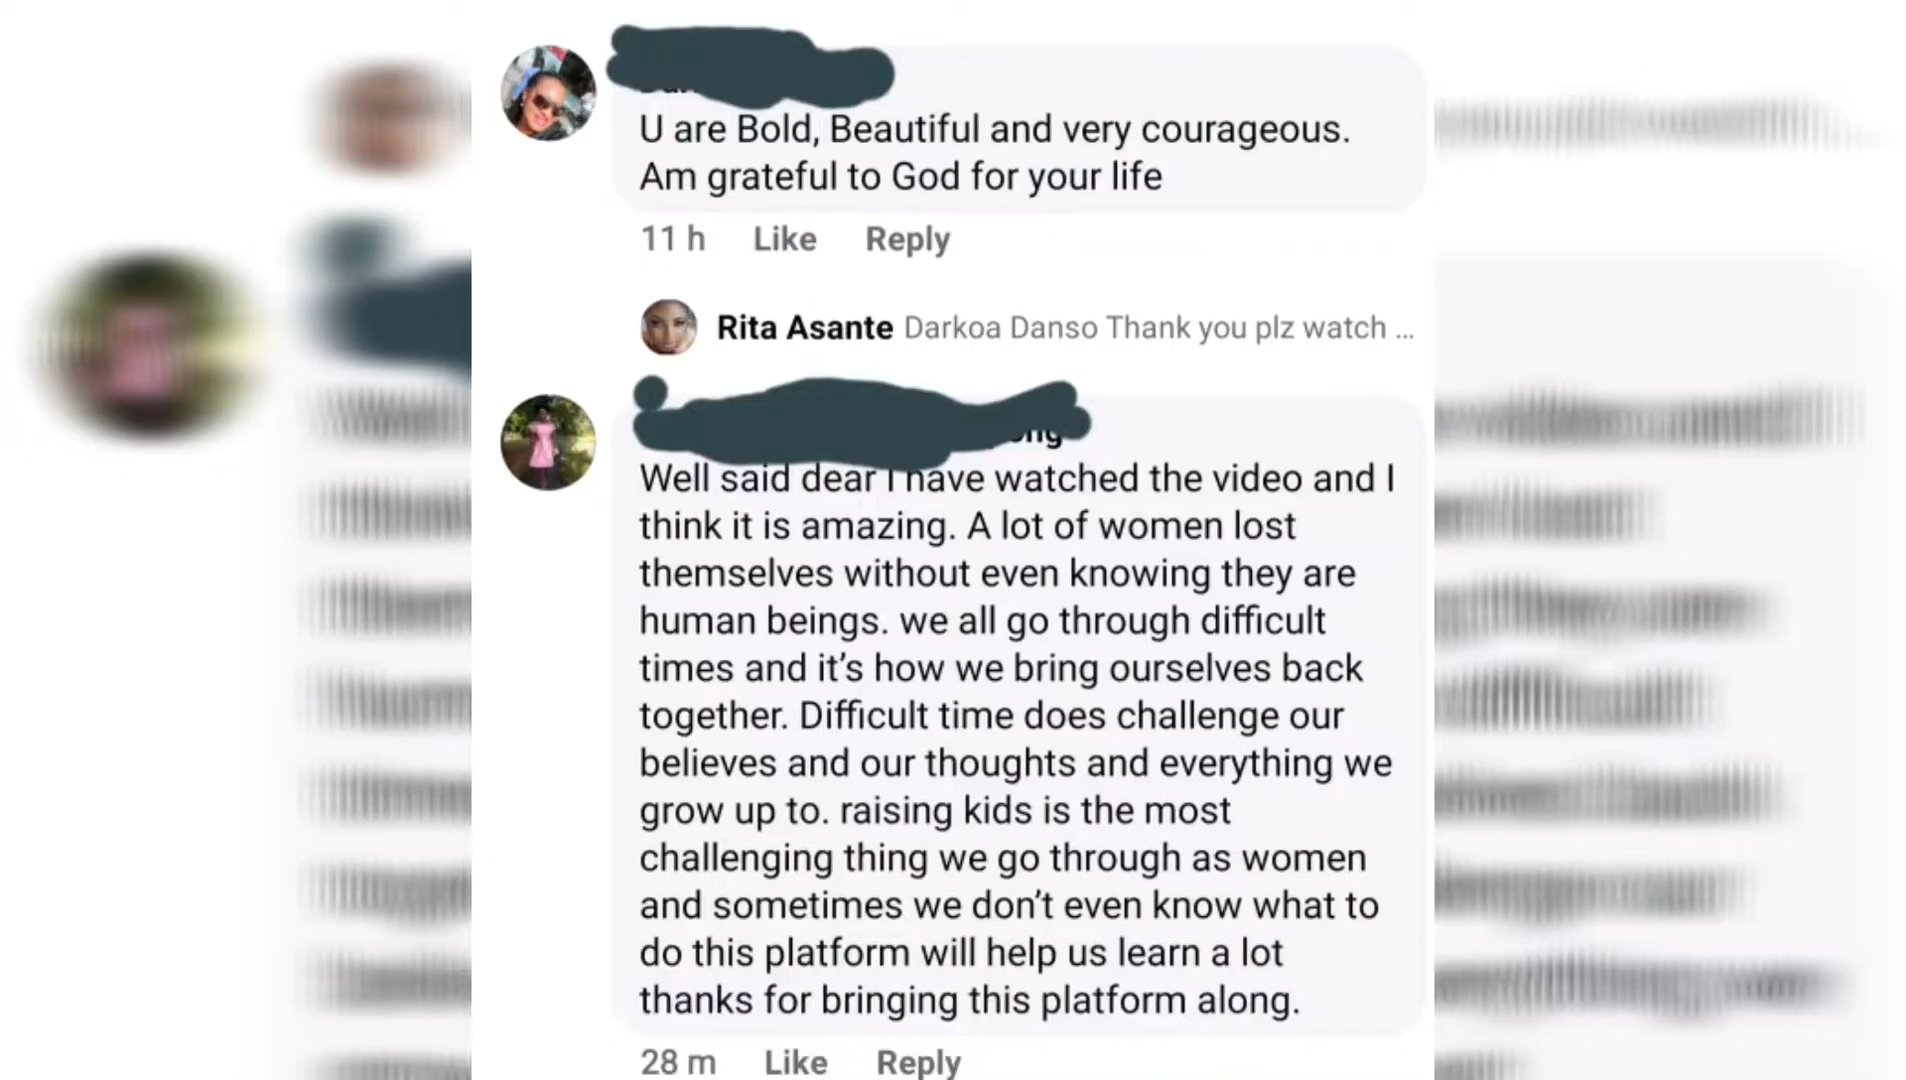 U are Bold, Beautiful and very courageous.
Am grateful to God for your life
11 h Like Reply
Rita Asante Darkoa Danso Thank you plz watch ...
Well said dear I have watched the video and I
think it is amazing. A lot of women lost
themselves without even knowing they are
human beings. we all go through difficult
times and it’s how we bring ourselves back
together. Difficult time does challenge our
believes and our thoughts and everything we
grow up to. raising kids is the most
challenging thing we go through as women
and sometimes we don’t even know what to
do this platform will help us learn a lot
thanks for bringing this platform along.
28 m Like Reply